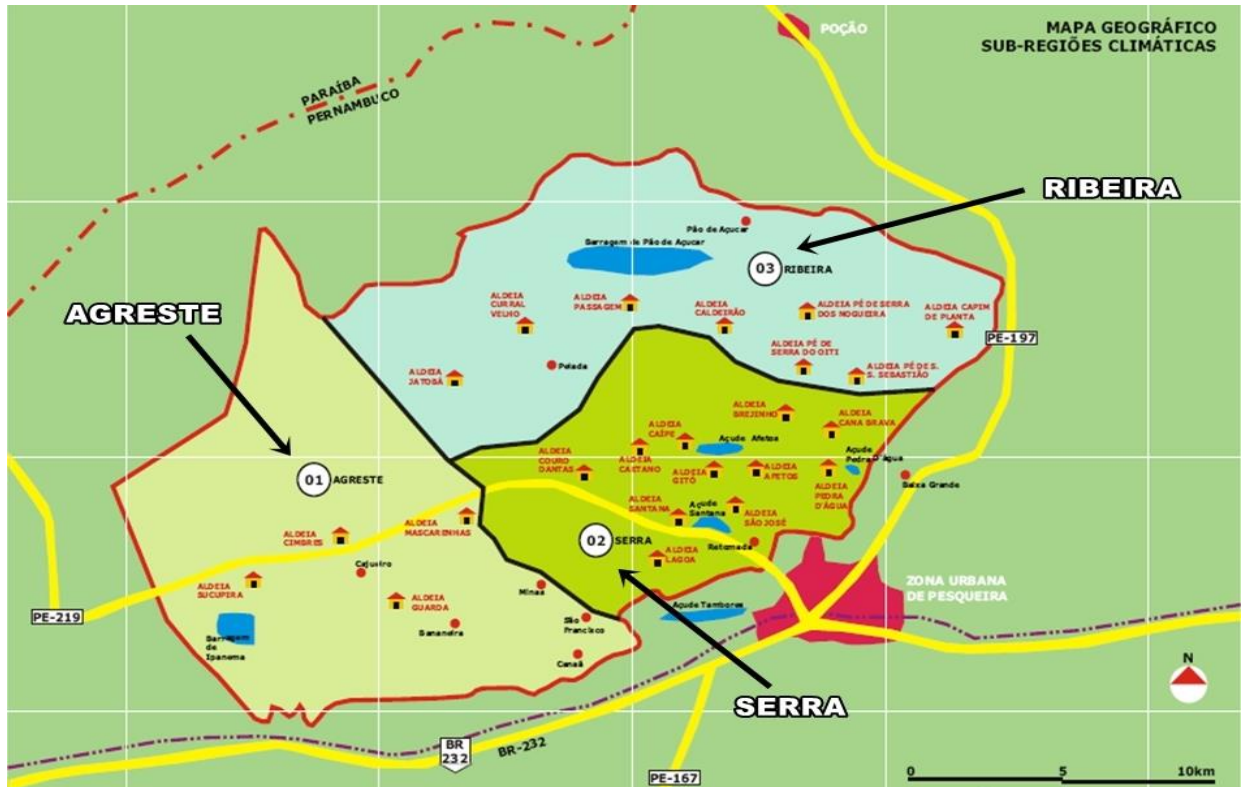 MAPA GEOGRÁFICO
SUB-REGIÕES CLIMÁTICAS
POÇÃO
PARAÍBA
PERNAMBUCO
RIBEIRA
Pão de Açucar
Barragem de Pão de Açucar
03 RIBEIRA
AGRESTE
ALDEIA
CURRAL
VELHO
ALDEIA
PASSAGEM
ALDEIA
CALDEIRÃO
ALDEIA PÉ DE SERRA
DOS NOGUEIRA
ALDEIA CAPIM
DE PLANTA
PE-197
ALDEIA
JATOBÁ
Pelada
ALDEIA PÉ DE
SERRA DO OITI
ALDEIA PÉ DE S.
S. SEBASTIÃO
ALDEIA
BREJINHO
ALDEIA
CANA BRAVA
ALDEIA
CAÍPE
Açude Afetos
ALDEIA
COURO
DANTAS
ALDEIA
CAETANO
ALDEIA
GITÓ
ALDEIA
AFETOS
ALDEIA
PEDRA
D'ÁGUA
Açude
Pedra D'água
Baixa Grande
01 AGRESTE
ALDEIA
MASCARENHAS
ALDEIA
SANTANA
Açude
Santana
ALDEIA
SÃO JOSÉ
ALDEIA
CIMBRES
02 SERRA
Retomada
ALDEIA
LAGOA
Cajueiro
ALDEIA
SUCUPIRA
ALDEIA
GUARDA
Minas
ZONA URBANA
DE PESQUEIRA
PE-219
Açude Tambores
São
Francisco
Bananeira
Barragem
de
Ipanema
Canaã
SERRA
N
BR
232
BR-232
PE-167
0 5 10km